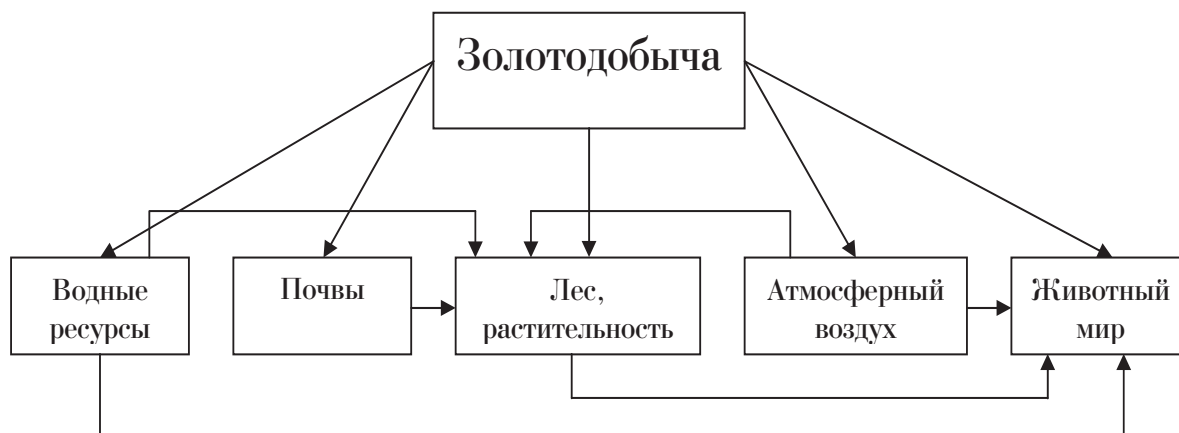 Золотодобыча
Водные
ресурсы
Почвы
Лес,
растительность
Атмосферный
воздух
Животный
мир